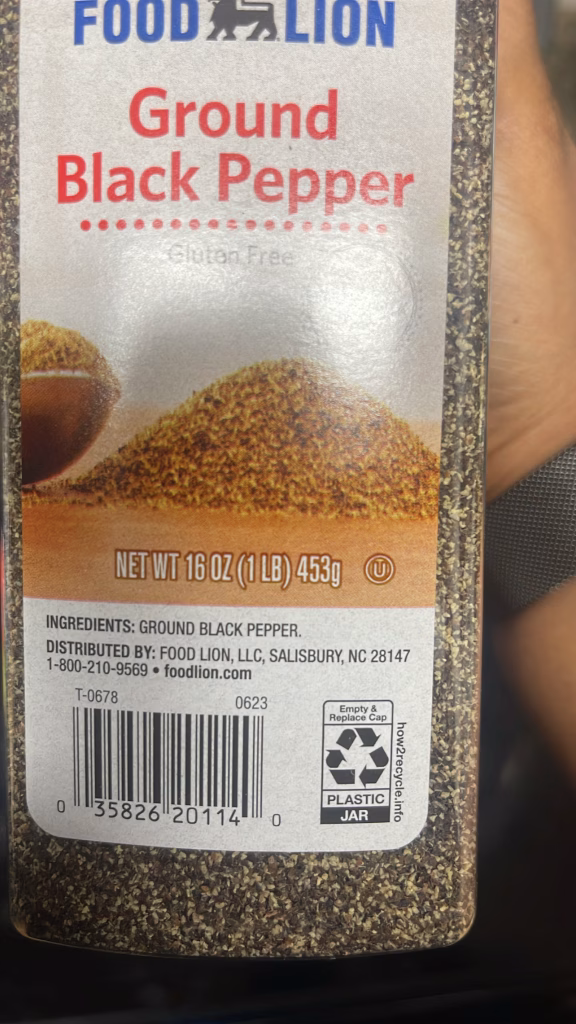 FOOD LION
Ground
Black Pepper
Gluten Free
NET WT 16 OZ (1 LB) 453g U
INGREDIENTS: GROUND BLACK PEPPER.
DISTRIBUTED BY: FOOD LION, LLC, SALISBURY, NC 28147
1-800-210-9569 • foodlion.com
T-0678 0623
0 35826 20114 0
Empty &
Replace Cap
PLASTIC
JAR
how2recycle.info